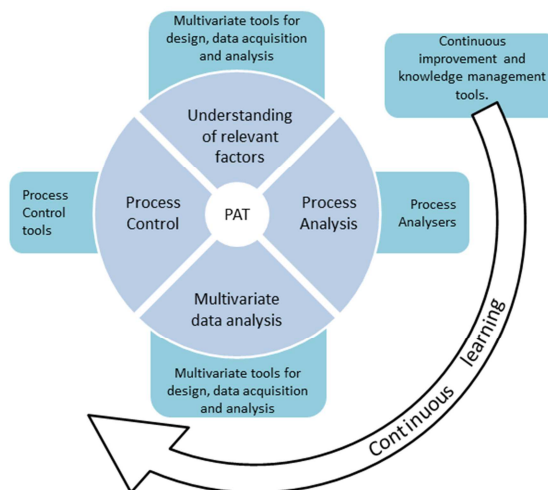 Multivariate tools for
design, data acquisition
and analysis
Continuous
improvement and
knowledge management
tools.
Understanding
of relevant
factors
Process
Control
tools
Process
Control
PAT
Process
Analysis
Process
Analysers
Multivariate
data analysis
Multivariate tools for
design, data acquisition
and analysis
Continuous learning